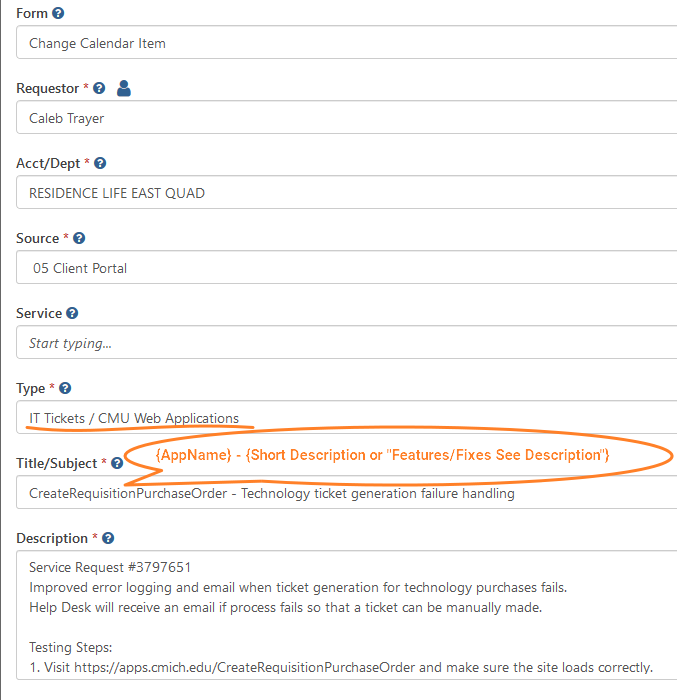 Form
Change Calendar Item
Requestor *
Caleb Trayer
Acct/Dept *
RESIDENCE LIFE EAST QUAD
Source *
05 Client Portal
Service
Start typing...
Type *
IT Tickets / CMU Web Applications
{AppName} - {Short Description or "Features/Fixes See Description"}
Title/Subject *
CreateRequisitionPurchaseOrder - Technology ticket generation failure handling
Description *
Service Request #3797651
Improved error logging and email when ticket generation for technology purchases fails.
Help Desk will receive an email if process fails so that a ticket can be manually made.
Testing Steps:
1. Visit https://apps.cmich.edu/CreateRequisitionPurchaseOrder and make sure the site loads correctly.